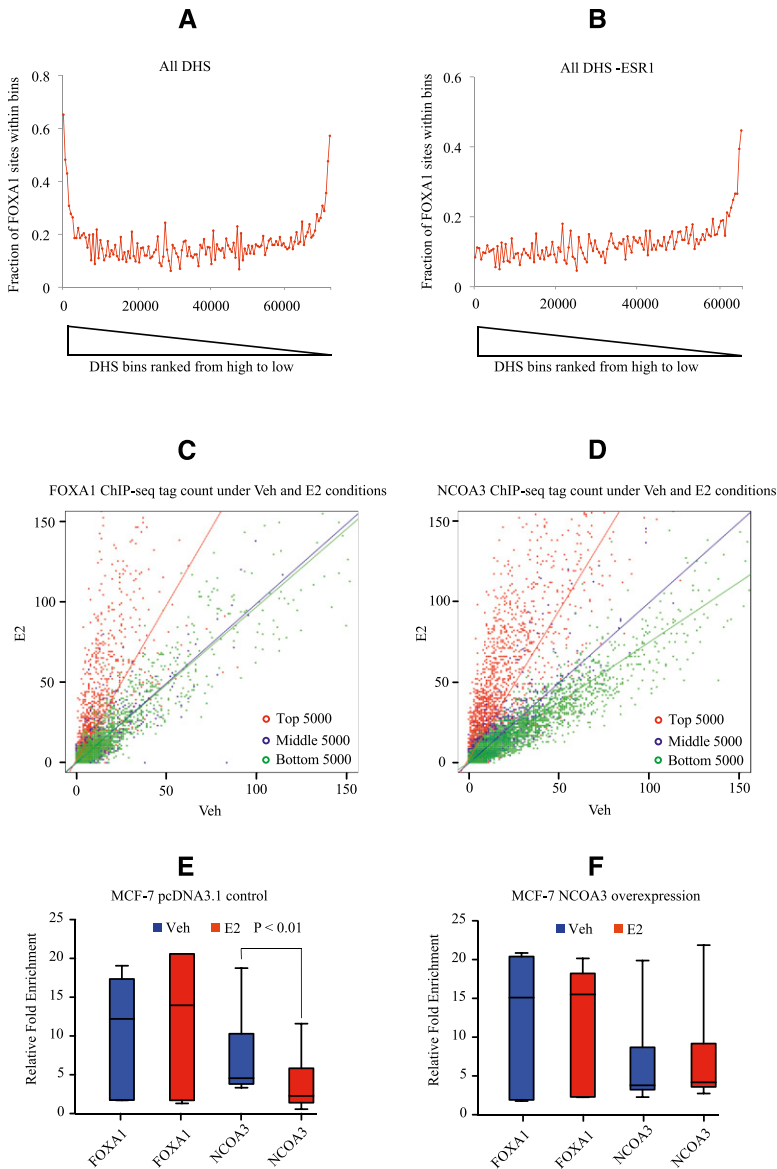 A
All DHS
Fraction of FOXA1 sites within bins
0.8
0.6
0.4
0.2
0
0 20000 40000 60000
DHS bins ranked from high to low
B
All DHS -ESR1
Fraction of FOXA1 sites within bins
0.6
0.4
0.2
0
0 20000 40000 60000
DHS bins ranked from high to low
C
FOXA1 ChIP-seq tag count under Veh and E2 conditions
E2
150
100
50
0
Top 5000
Middle 5000
Bottom 5000
0 50 100 150
Veh
D
NCOA3 ChIP-seq tag count under Veh and E2 conditions
E2
150
100
50
0
Top 5000
Middle 5000
Bottom 5000
0 50 100 150
Veh
E
MCF-7 pcDNA3.1 control
Relative Fold Enrichment
25
20
15
10
5
0
Veh E2 P < 0.01
FOXA1 FOXA1 NCOA3 NCOA3
F
MCF-7 NCOA3 overexpression
Relative Fold Enrichment
25
20
15
10
5
0
Veh E2
FOXA1 FOXA1 NCOA3 NCOA3